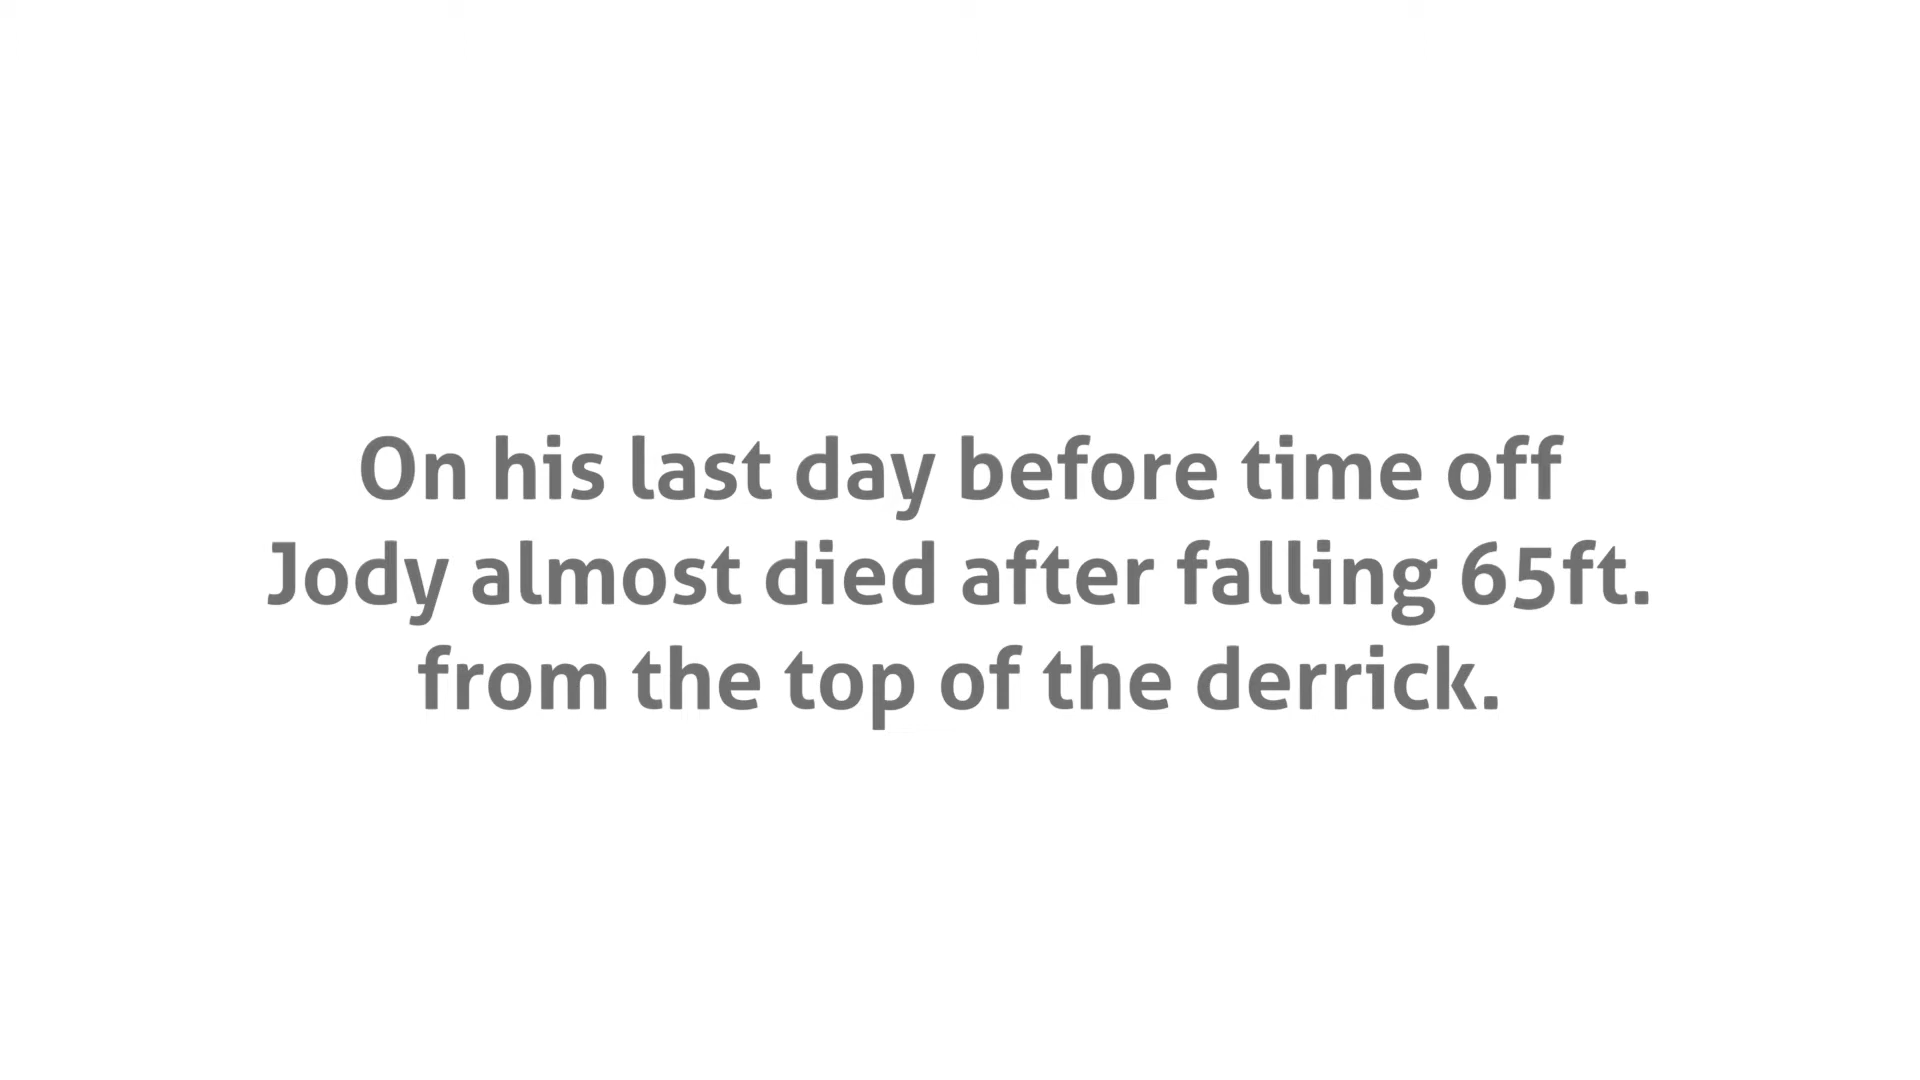 On his last day before time off
Jody almost died after falling 65ft.
from the top of the derrick.